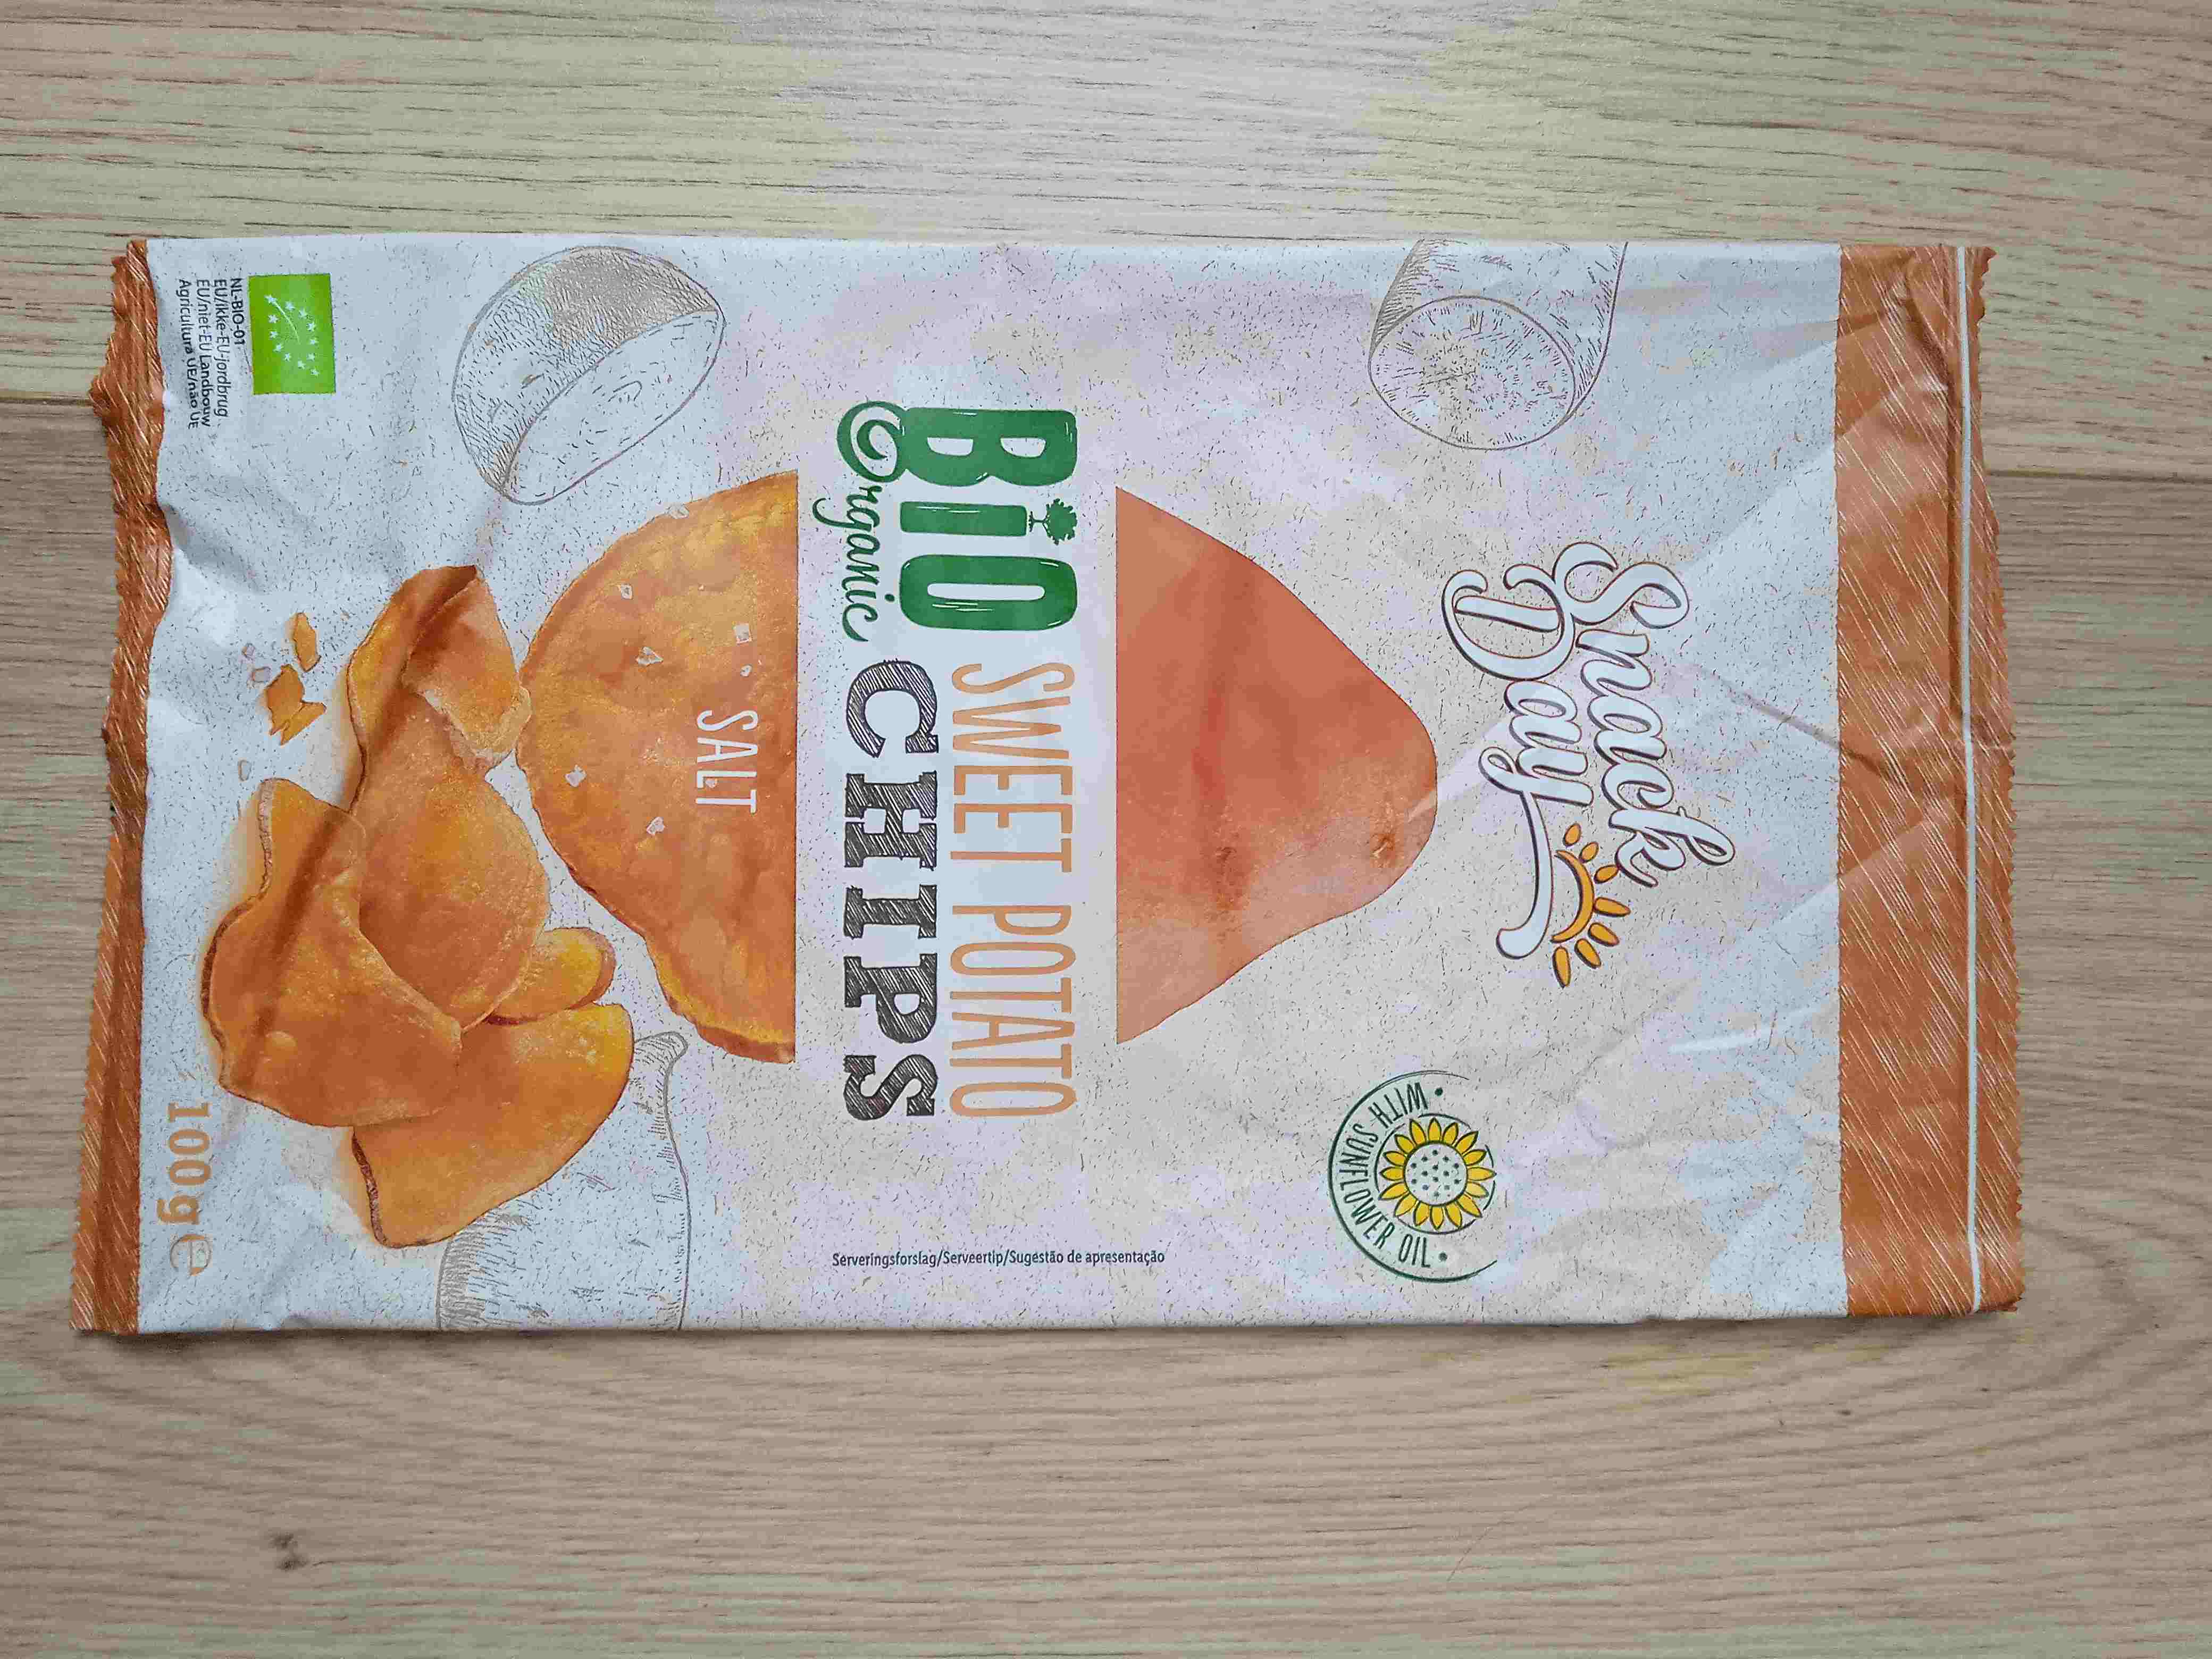 Snack
Day
WITH SUNFLOWER OIL
BiO
Organic
SWEET POTATO
CHIPS
SALT
Serveringsforslag/Serveertip/Sugestão de apresentação
NL-BIO-01
EU/ikke-EU-jordbrug
EU/niet-EU Landbouw
Agricultura UE/não UE
100 g ℮